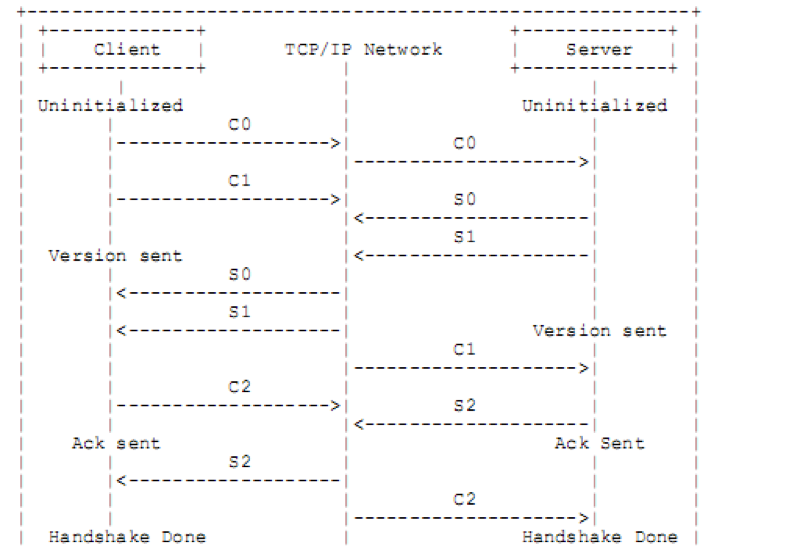 Client TCP/IP Network Server
Uninitialized Uninitialized
C0
C0
C1
S0
S1
Version sent
S0
S1
Version sent
C1
C2
S2
Ack sent Ack Sent
S2
C2
Handshake Done Handshake Done